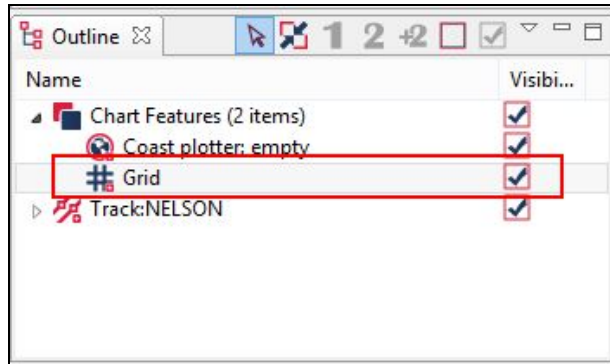 Outline
1 2 +2
Name Visibi...
Chart Features (2 items)
Coast plotter: empty
Grid
Track:NELSON